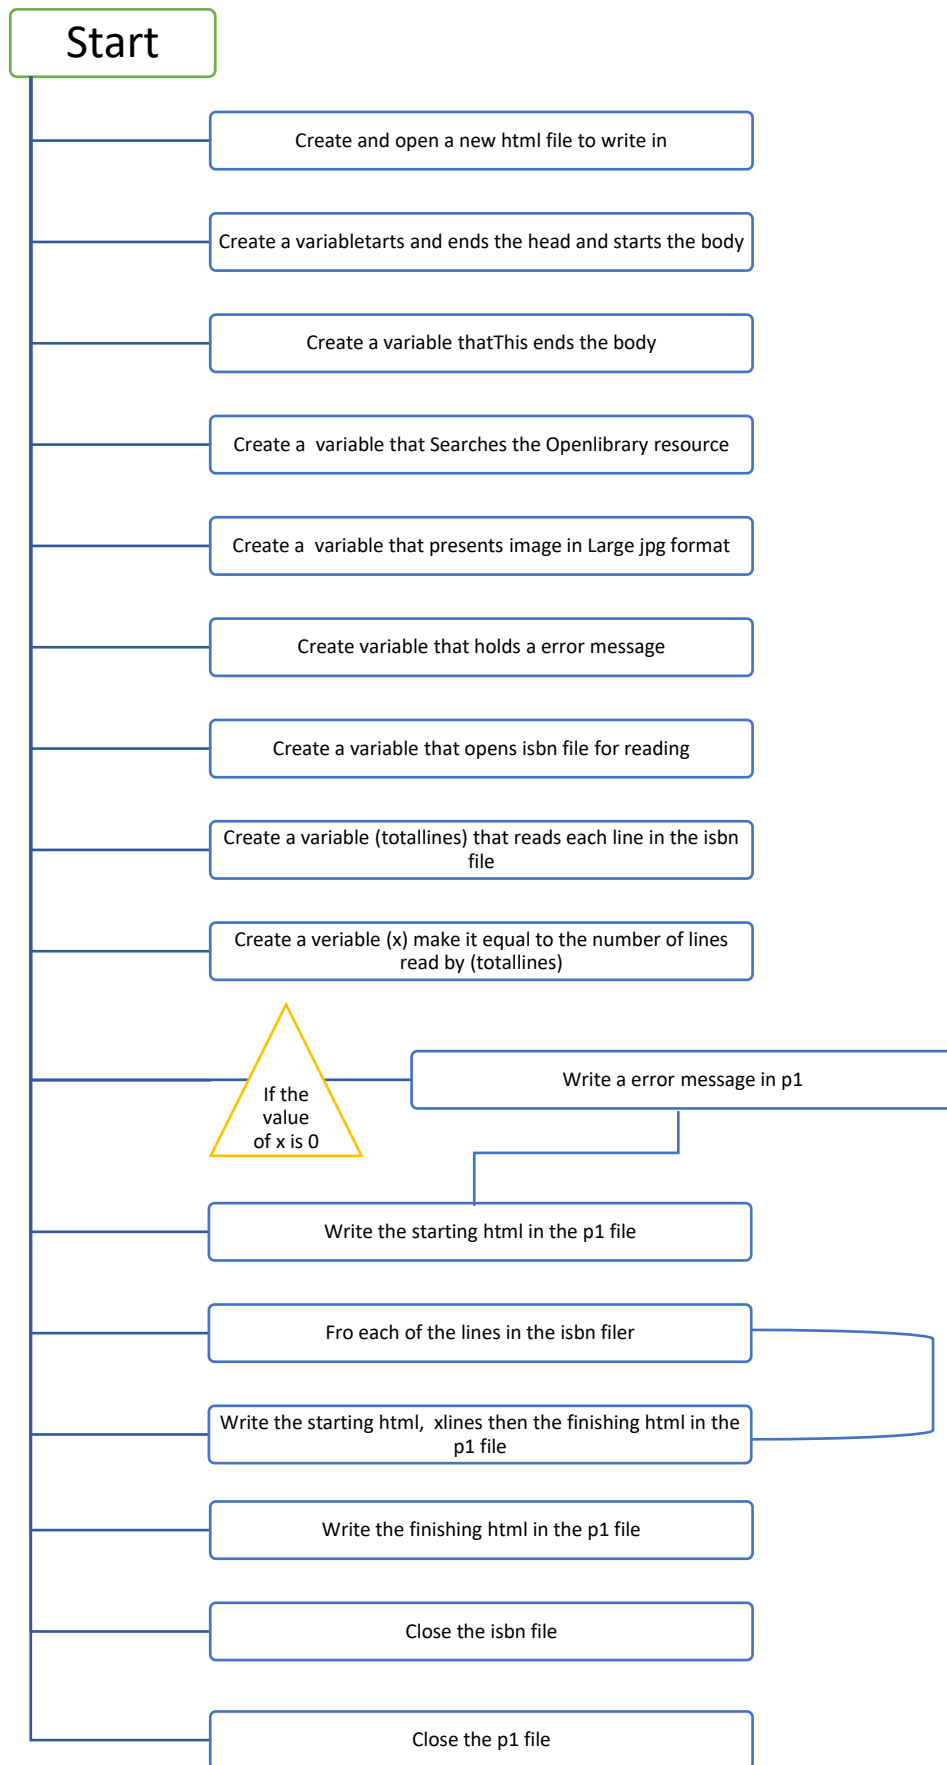 Start
Create and open a new html file to write in
Create a variabletarts and ends the head and starts the body
Create a variable thatThis ends the body
Create a  variable that Searches the Openlibrary resource
Create a  variable that presents image in Large jpg format
Create variable that holds a error message
Create a variable that opens isbn file for reading
Create a variable (totallines) that reads each line in the isbn
file
Create a veriable (x) make it equal to the number of lines
read by (totallines)
If the
value
of x is 0
Write a error message in p1
Write the starting html in the p1 file
Fro each of the lines in the isbn filer
Write the starting html,  xlines then the finishing html in the
p1 file
Write the finishing html in the p1 file
Close the isbn file
Close the p1 file